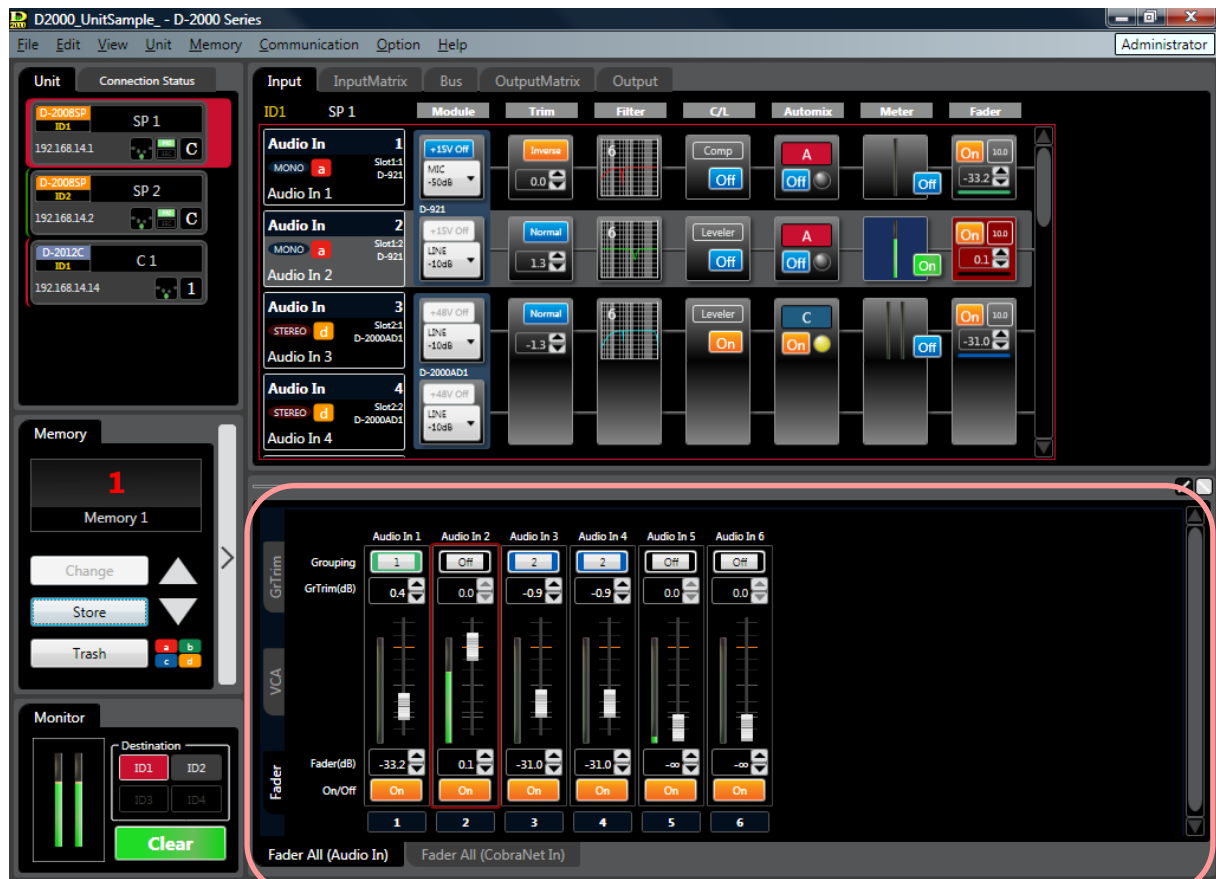 D2000_UnitSample_ - D-2000 Series
File Edit View Unit Memory Communication Option Help
Administrator
Unit Connection Status
D-2008SP
ID1
SP 1
192.168.14.1
C
D-2008SP
ID2
SP 2
192.168.14.2
C
D-2012C
ID1
C 1
192.168.14.14
1
Input InputMatrix Bus OutputMatrix Output
ID1 SP 1 Module Trim Filter C/L Automix Meter Fader
Audio In 1
MONO a Slot1:1
D-921
Audio In 1
+15V Off
MIC
-50dB
Inverse
0.0
6
Comp
Off
A
Off
Off
On 10.0
-33.2
D-921
Audio In 2
MONO a Slot1:2
D-921
Audio In 2
+15V Off
LINE
-10dB
Normal
1.3
6
Leveler
Off
A
Off
On
On 10.0
0.1
Audio In 3
STEREO d Slot2:1
D-2000AD1
Audio In 3
+48V Off
LINE
-10dB
Normal
-1.3
6
Leveler
On
C
On
Off
On 10.0
-31.0
D-2000AD1
Audio In 4
STEREO d Slot2:2
D-2000AD1
Audio In 4
+48V Off
LINE
-10dB
Memory
1
Memory 1
Change
Store
Trash
a b
c d
Monitor
Destination
ID1 ID2
ID3 ID4
Clear
GrTrim
VCA
Fader
Audio In 1 Audio In 2 Audio In 3 Audio In 4 Audio In 5 Audio In 6
Grouping 1 Off 2 2 Off Off
GrTrim(dB) 0.4 0.0 -0.9 -0.9 0.0 0.0
Fader(dB) -33.2 0.1 -31.0 -31.0 -∞ -∞
On/Off On On On On On On
1 2 3 4 5 6
Fader All (Audio In) Fader All (CobraNet In)